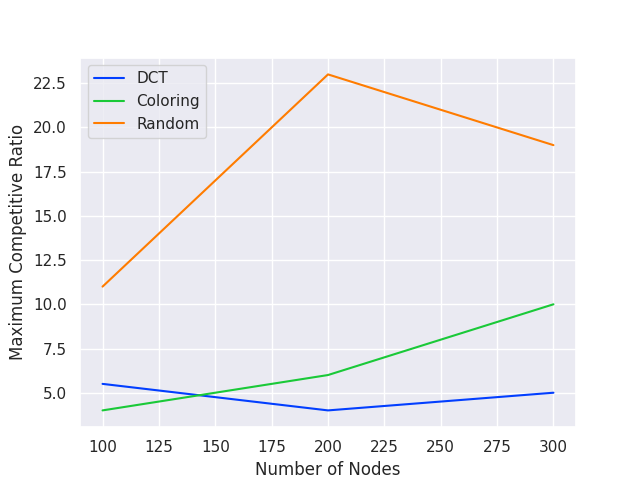 DCT
Coloring
Random
Maximum Competitive Ratio
22.5
20.0
17.5
15.0
12.5
10.0
7.5
5.0
100 125 150 175 200 225 250 275 300
Number of Nodes